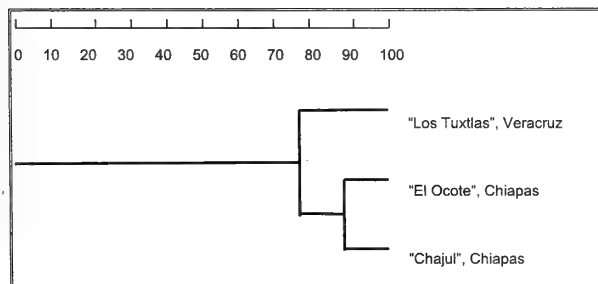 0 10 20 30 40 50 60 70 80 90 100
"Los Tuxtlas", Veracruz
"El Ocote", Chiapas
"Chajul", Chiapas